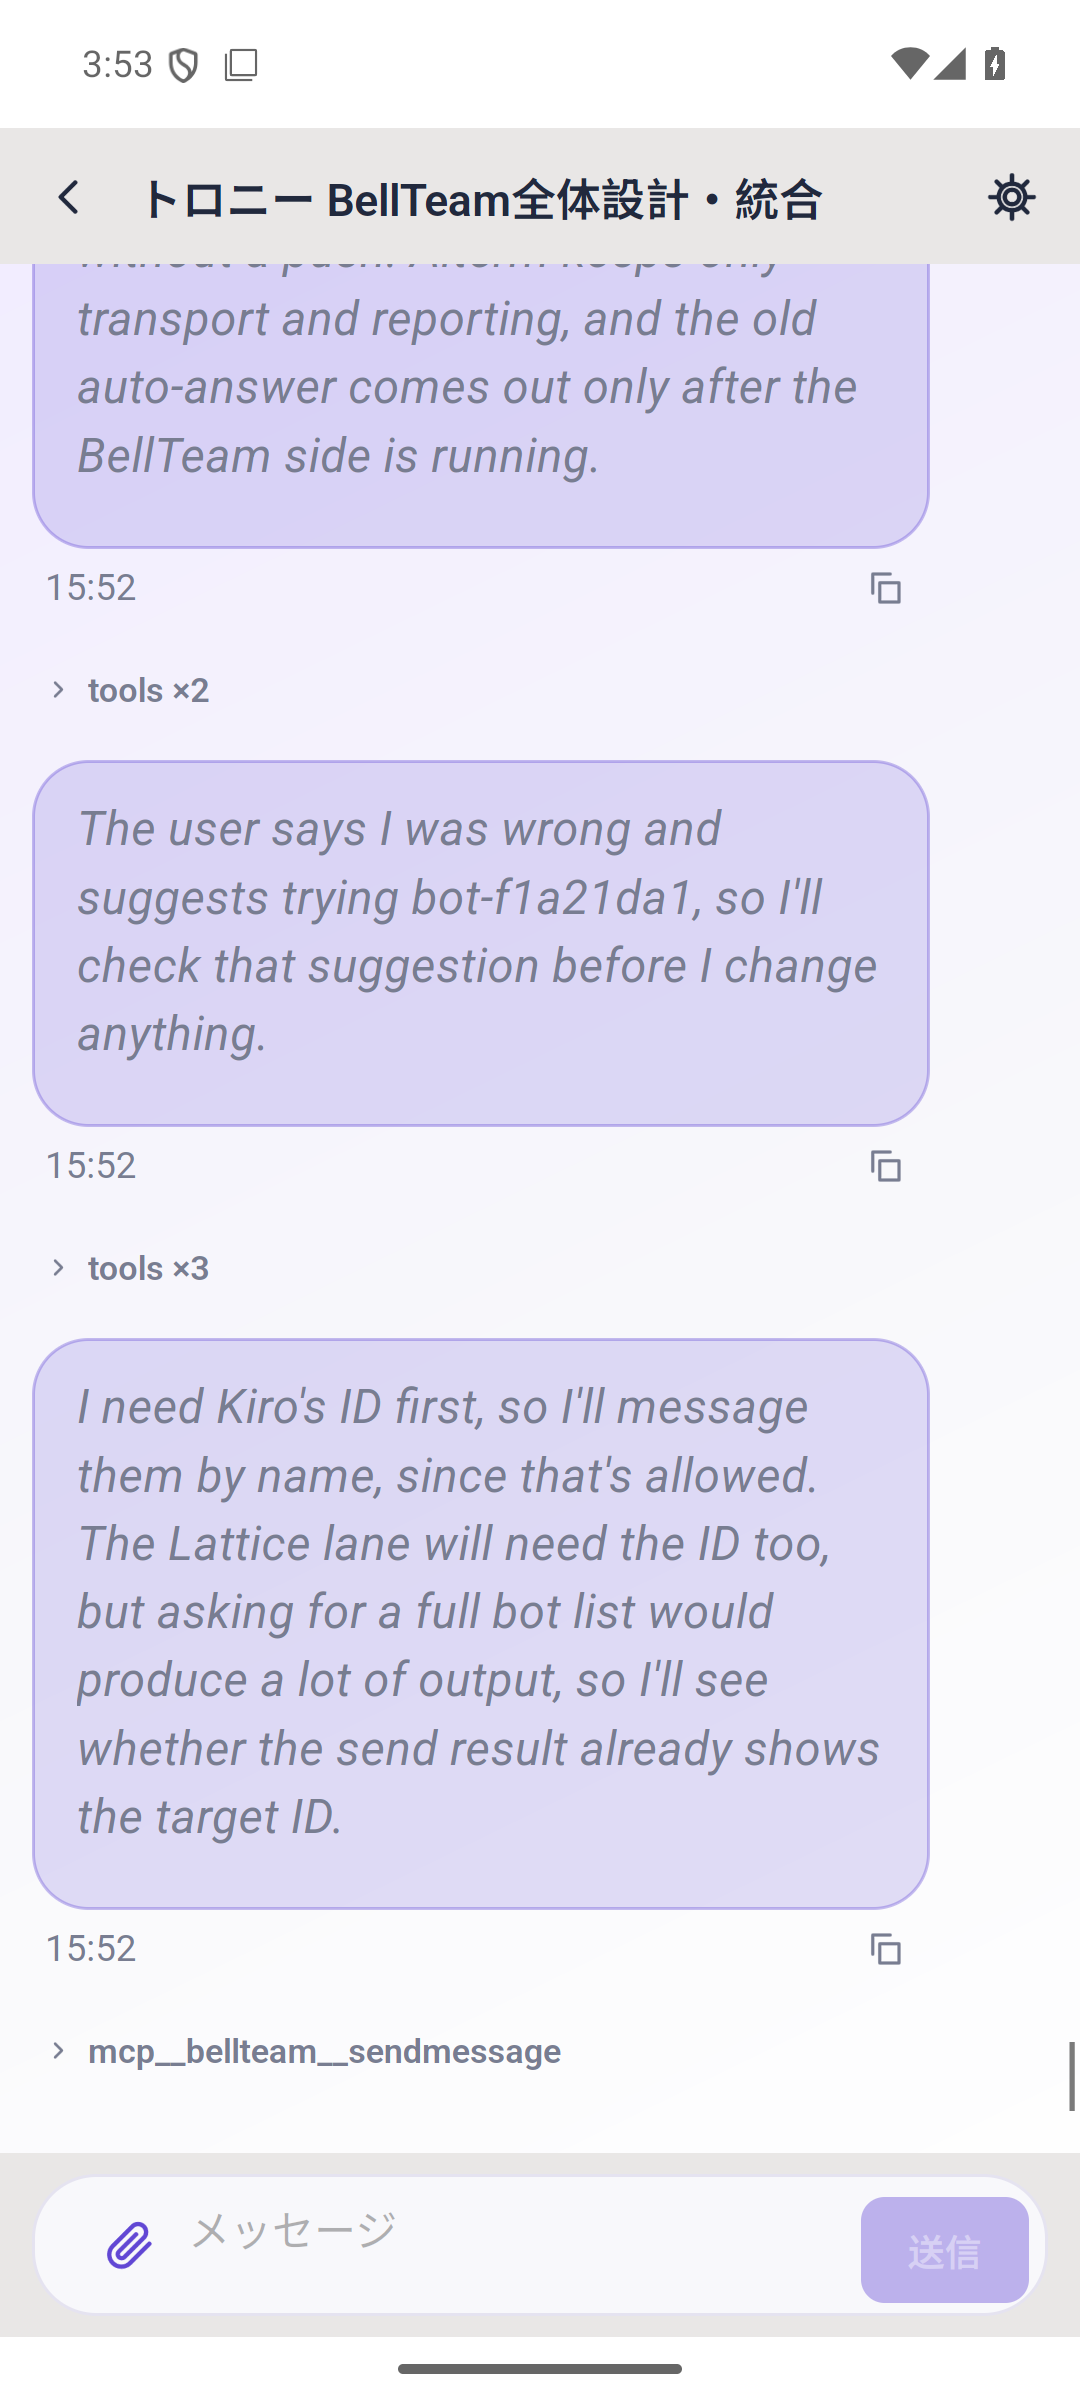 3:53
トロニー BellTeam全体設計・統合
without a push. Alterm keeps only
transport and reporting, and the old
auto-answer comes out only after the
BellTeam side is running.
15:52
tools ×2
The user says I was wrong and
suggests trying bot-f1a21da1, so I'll
check that suggestion before I change
anything.
15:52
tools ×3
I need Kiro's ID first, so I'll message
them by name, since that's allowed.
The Lattice lane will need the ID too,
but asking for a full bot list would
produce a lot of output, so I'll see
whether the send result already shows
the target ID.
15:52
mcp__bellteam__sendmessage
メッセージ
送信